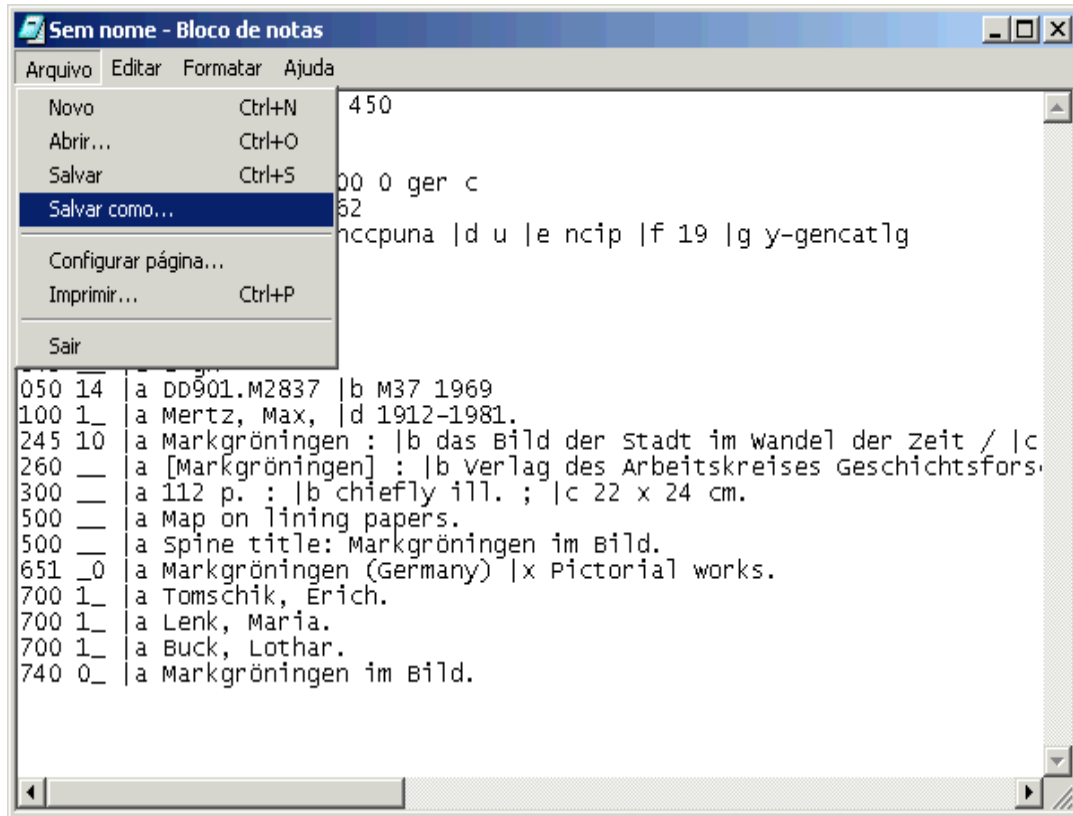 Sem nome - Bloco de notas
Arquivo Editar Formatar Ajuda
Novo Ctrl+N
Abrir... Ctrl+O
Salvar Ctrl+S
Salvar como...
Configurar página...
Imprimir... Ctrl+P
Sair
450
00 0 ger c
62
nccpuna |d u |e ncip |f 19 |g y-gencatlg
050 14 |a DD901.M2837 |b M37 1969
100 1_ |a Mertz, Max, |d 1912-1981.
245 10 |a Markgröningen : |b das Bild der Stadt im Wandel der Zeit / |c
260 __ |a [Markgröningen] : |b Verlag des Arbeitskreises Geschichtsfors
300 __ |a 112 p. : |b chiefly ill. ; |c 22 x 24 cm.
500 __ |a Map on lining papers.
500 __ |a Spine title: Markgröningen im Bild.
651 _0 |a Markgröningen (Germany) |x Pictorial works.
700 1_ |a Tomschik, Erich.
700 1_ |a Lenk, Maria.
700 1_ |a Buck, Lothar.
740 0_ |a Markgröningen im Bild.